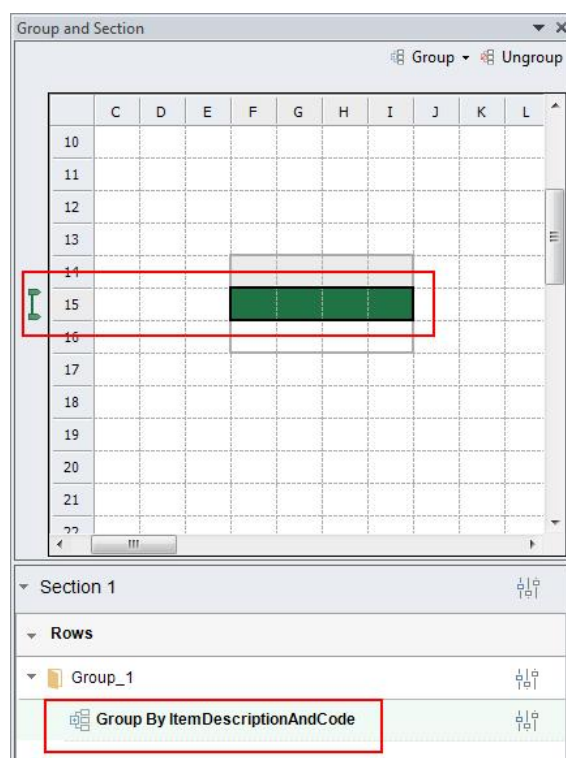 Group and Section
Group Ungroup
C D E F G H I J K L
10
11
12
13
14
15
16
17
18
19
20
21
22
Section 1
Rows
Group_1
Group By ItemDescriptionAndCode